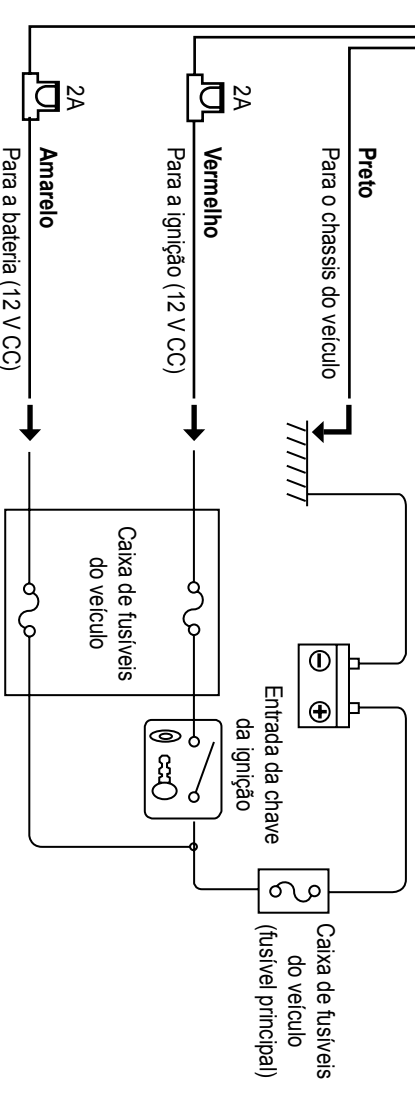 Preto
Para o chassis do veículo
2A
Vermelho
Para a ignição (12 V CC)
2A
Amarelo
Para a bateria (12 V CC)
Caixa de fusíveis
do veículo
Entrada da chave
da ignição
Caixa de fusíveis
do veículo
(fusível principal)